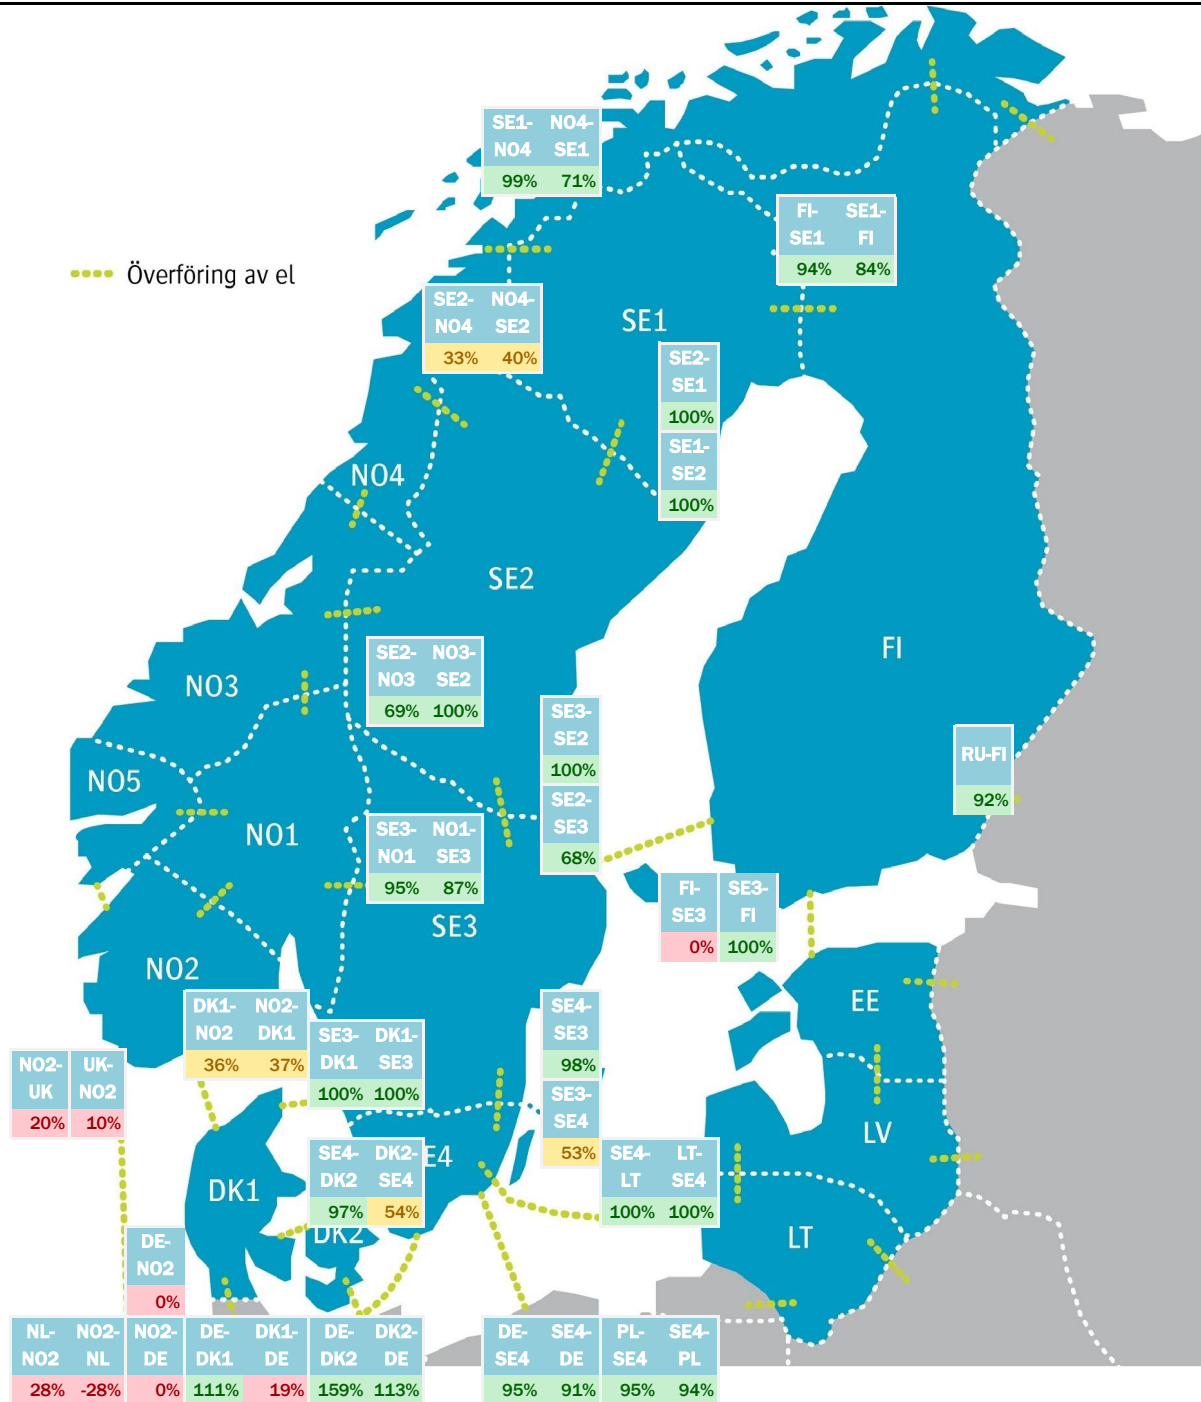 SE1- NO4-
NO4 SE1
99% 71%
FI- SE1-
SE1 FI
94% 84%
Överföring av el
SE2- NO4-
NO4 SE2
33% 40%
SE1
SE2-
SE1
100%
SE1-
SE2
100%
NO4
SE2
FI
SE2- NO3-
NO3 SE2
69% 100%
NO3
SE3-
SE2
100%
SE2-
SE3
68%
RU-FI
92%
NO5
NO1
SE3- NO1-
NO1 SE3
95% 87%
FI- SE3-
SE3 FI
0% 100%
SE3
NO2
EE
DK1- NO2-
NO2 DK1
36% 37%
SE3- DK1-
DK1 SE3
100% 100%
SE4-
SE3
98%
SE3-
SE4
53%
NO2- UK-
UK NO2
20% 10%
LV
SE4- DK2-
DK2 SE4
97% 54%
E4
SE4- LT-
LT SE4
100% 100%
DK1
DK2
LT
DE-
NO2
0%
NL- NO2- NO2- DE- DK1- DE- DK2-
NO2 NL DE DK1 DE DK2 DE
28% -28% 0% 111% 19% 159% 113%
DE- SE4- PL- SE4-
SE4 DE SE4 PL
95% 91% 95% 94%